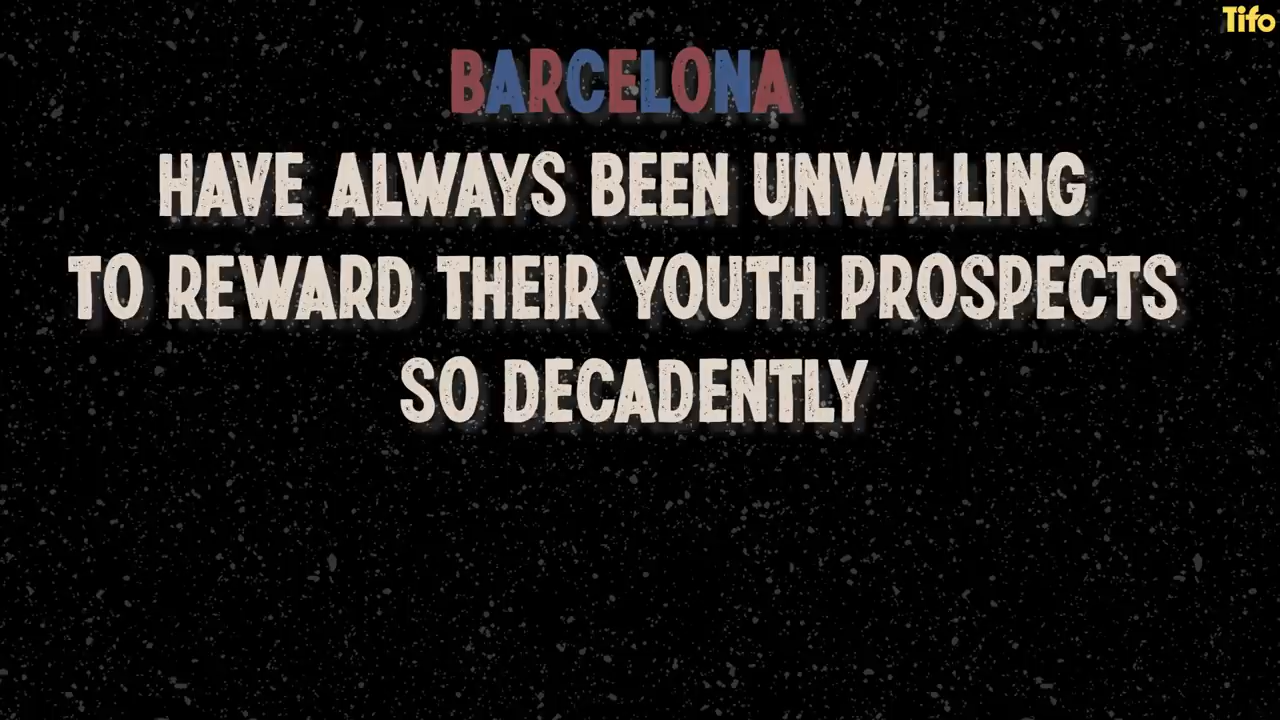 Tifo
BARCELONA
HAVE ALWAYS BEEN UNWILLING
TO REWARD THEIR YOUTH PROSPECTS
SO DECADENTLY